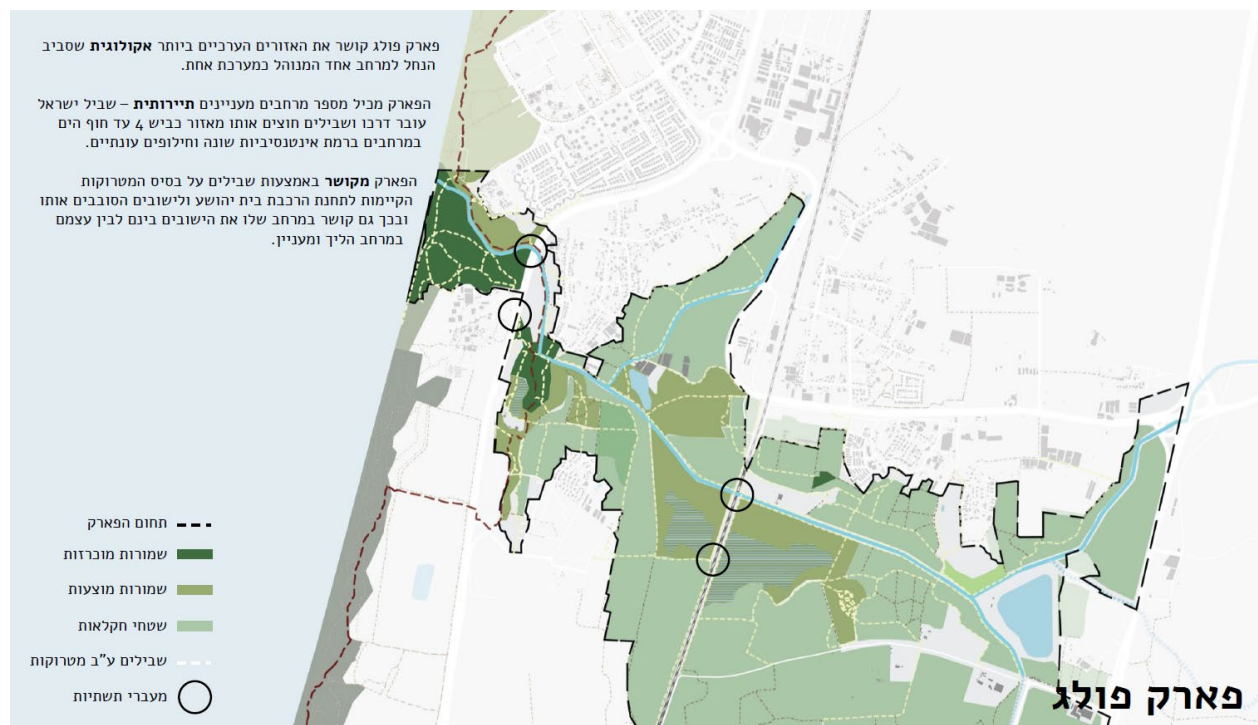 פארק פולג קושר את האזורים הערכיים ביותר אקולוגית שסביב
הנחל למרחב אחד המנוהל כמערכת אחת.
הפארק מכיל מספר מרחבים מעניינים תיירותית – שביל ישראל
עובר דרכו ושבילים חוצים אותו מאזור כביש 4 עד חוף הים
במרחבים ברמת אינטנסיביות שונה וחילופים עונתיים.
הפארק מקושר באמצעות שבילים על בסיס המטרוקות
הקיימות לתחנת הרכבת בית יהושע ולישובים הסובבים אותו
ובכך גם קושר במרחב שלו את הישובים בינם לבין עצמם
במרחב הליך ומעניין.
תחום הפארק
שמורות מוכרזות
שמורות מוצעות
שטחי חקלאות
שבילים ע"ב מטרוקות
מעברי תשתיות
פארק פולג